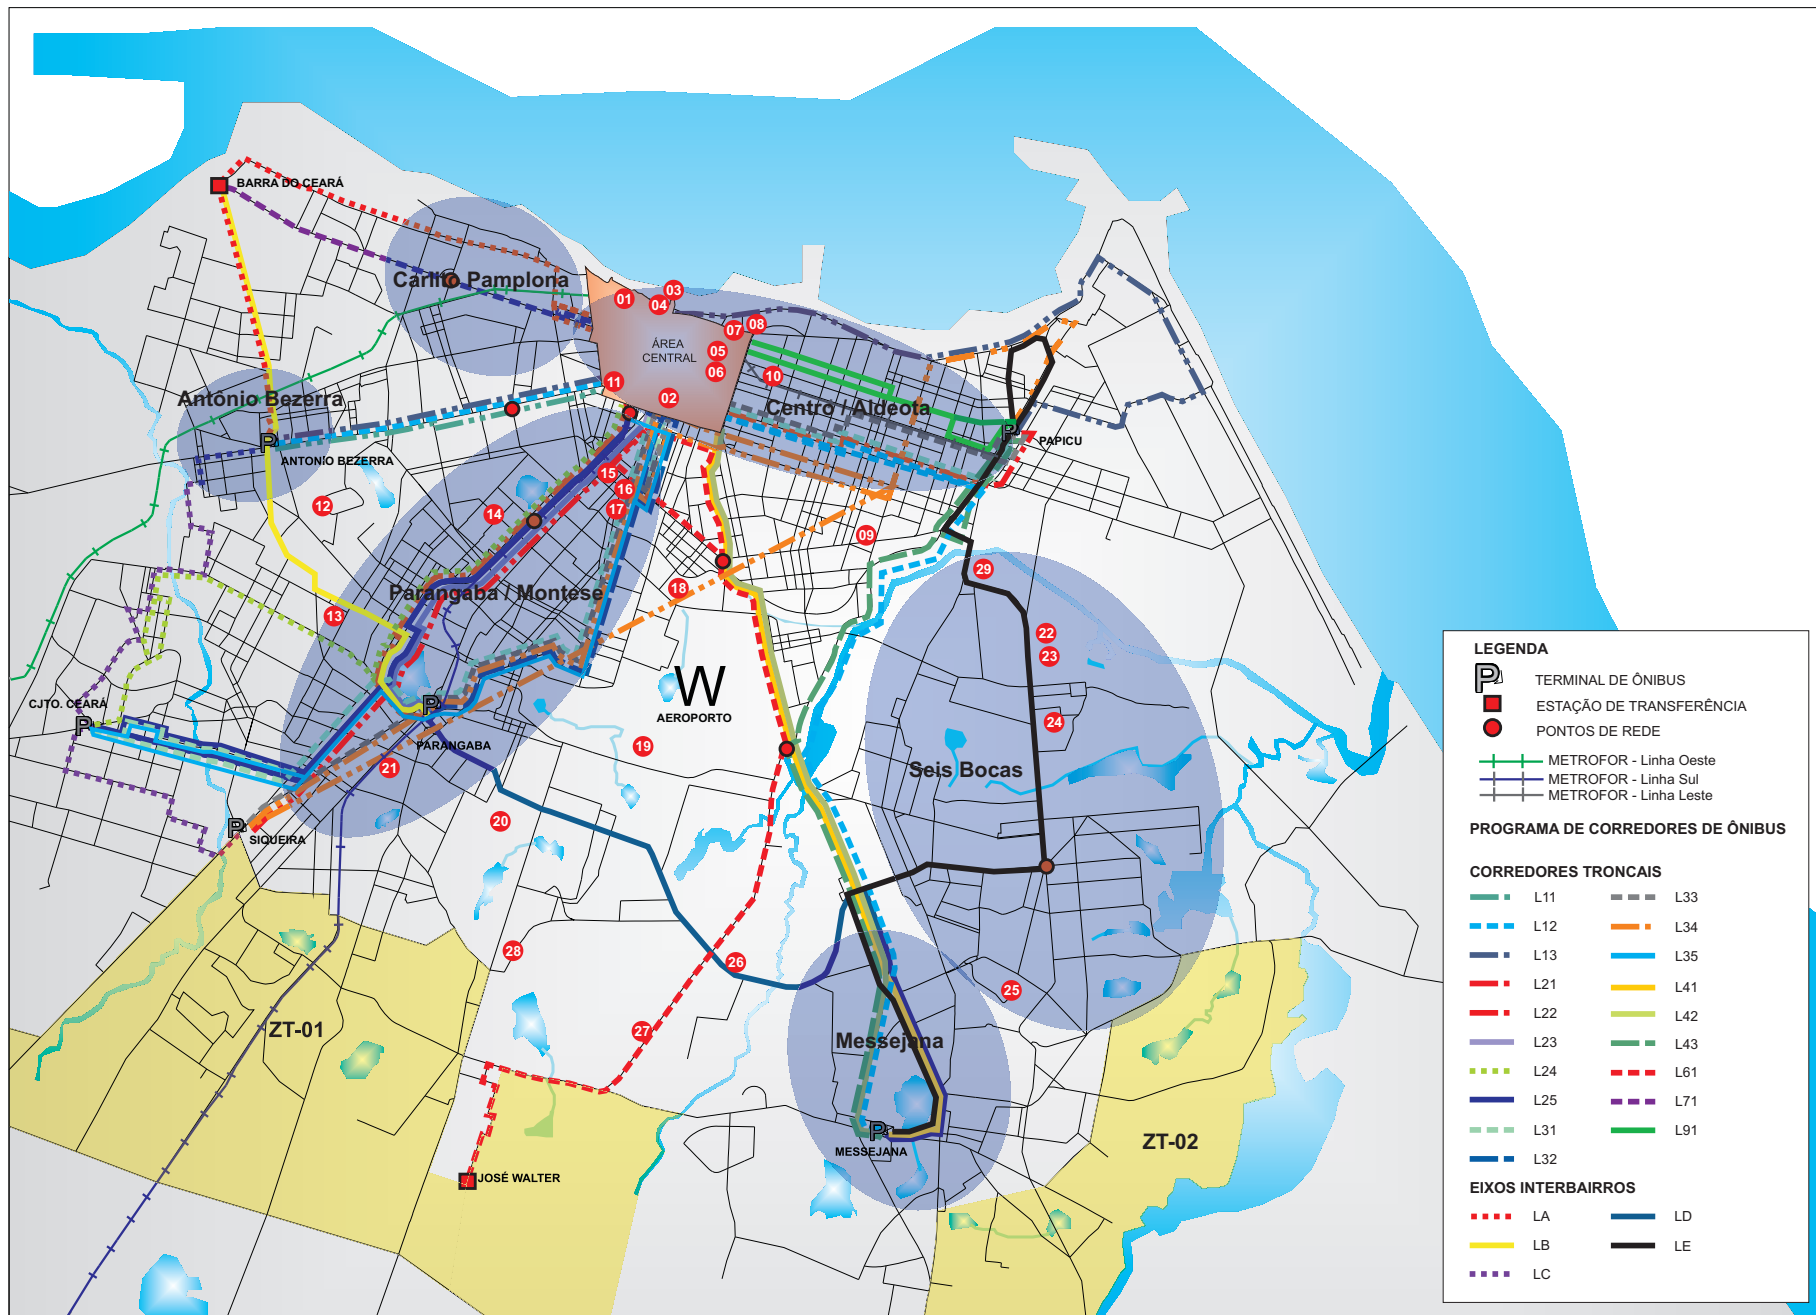 BARRA DO CEARÁ
Carlito Pamplona
01
03
04
07
08
ÁREA
CENTRAL
05
06
10
11
02
Antônio Bezerra
Centro / Aldeota
P
PAPICU
P
ANTONIO BEZERRA
12
14
15
16
17
09
18
29
Parangaba / Montese
13
22
23
24
W
AEROPORTO
CJTO. CEARÁ
P
P
PARANGABA
19
21
Seis Bocas
20
P
SIQUEIRA
28
26
25
27
ZT-01
Messejana
P
MESSEJANA
ZT-02
JOSÉ WALTER
LEGENDA
P TERMINAL DE ÔNIBUS
ESTAÇÃO DE TRANSFERÊNCIA
PONTOS DE REDE
METROFOR - Linha Oeste
METROFOR - Linha Sul
METROFOR - Linha Leste
PROGRAMA DE CORREDORES DE ÔNIBUS
CORREDORES TRONCAIS
L11 L33
L12 L34
L13 L35
L21 L41
L22 L42
L23 L43
L24 L61
L25 L71
L31 L91
L32
EIXOS INTERBAIRROS
LA LD
LB LE
LC